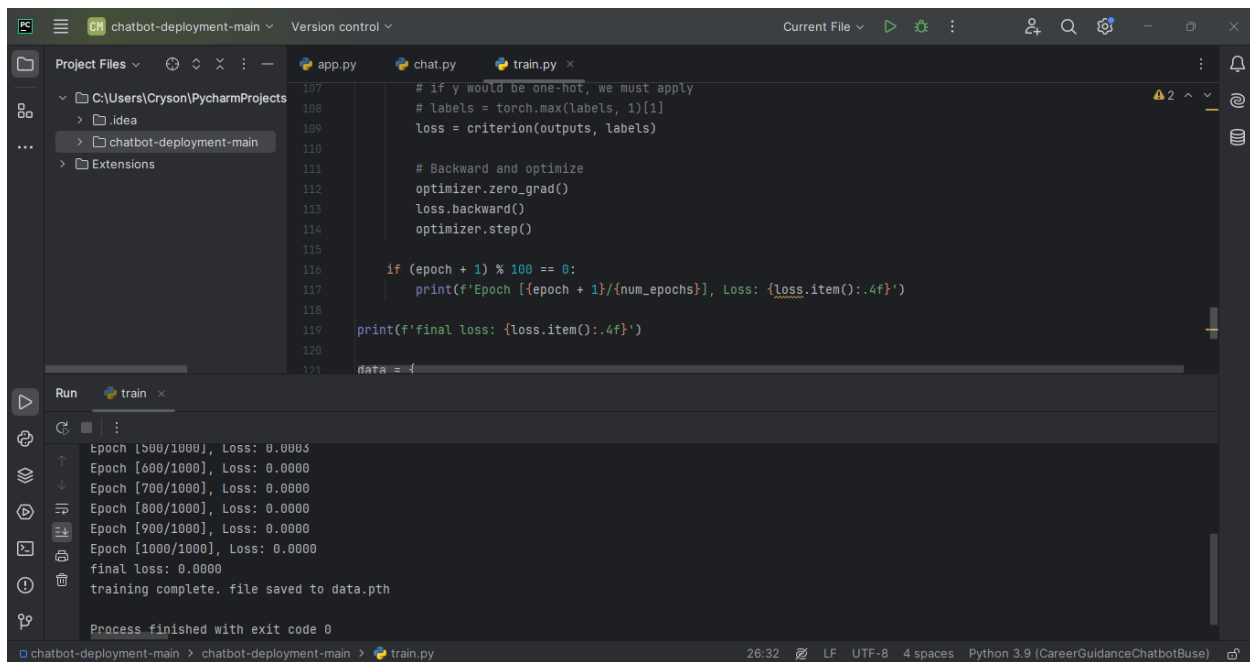 PC
CM chatbot-deployment-main Version control Current File
Project Files
app.py chat.py train.py
C:\Users\Cryson\PycharmProjects
.idea
chatbot-deployment-main
Extensions
2
107 # if y would be one-hot, we must apply
108 # labels = torch.max(labels, 1)[1]
109 loss = criterion(outputs, labels)
110
111 # Backward and optimize
112 optimizer.zero_grad()
113 loss.backward()
114 optimizer.step()
115
116 if (epoch + 1) % 100 == 0:
117 print(f'Epoch [{epoch + 1}/{num_epochs}], Loss: {loss.item():.4f}')
118
119 print(f'final loss: {loss.item():.4f}')
120
121 data = {
Run train
Epoch [500/1000], Loss: 0.0003
Epoch [600/1000], Loss: 0.0000
Epoch [700/1000], Loss: 0.0000
Epoch [800/1000], Loss: 0.0000
Epoch [900/1000], Loss: 0.0000
Epoch [1000/1000], Loss: 0.0000
final loss: 0.0000
training complete. file saved to data.pth
Process finished with exit code 0
chatbot-deployment-main > chatbot-deployment-main > train.py 26:32 LF UTF-8 4 spaces Python 3.9 (CareerGuidanceChatbotBuse)